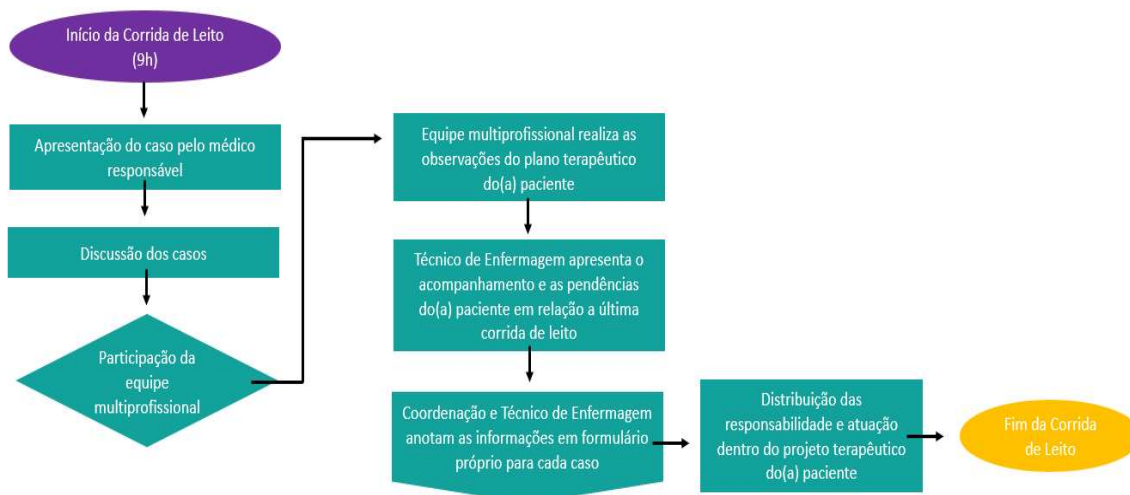 Início da Corrida de Leito
(9h)
Apresentação do caso pelo médico
responsável
Discussão dos casos
Participação da
equipe
multiprofissional
Equipe multiprofissional realiza as
observações do plano terapêutico
do(a) paciente
Técnico de Enfermagem apresenta o
acompanhamento e as pendências
do(a) paciente em relação a última
corrida de leito
Coordenação e Técnico de Enfermagem
anotam as informações em formulário
próprio para cada caso
Distribuição das
responsabilidade e atuação
dentro do projeto terapêutico
do(a) paciente
Fim da Corrida
de Leito